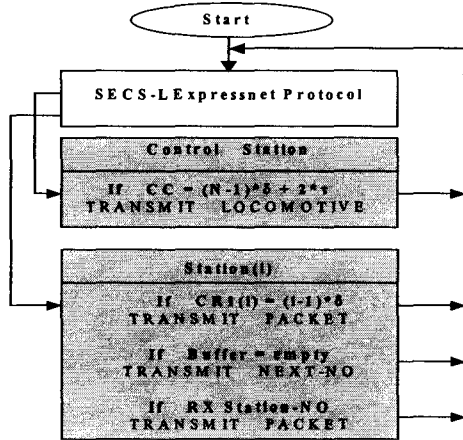 Start
SECS-LExpressnet Protocol
Control Station
If CC = (N-1)*δ + 2*τ
TRANSMIT LOCOMOTIVE
Station(i)
If CRs(i) = (i-1)*δ
TRANSMIT PACKET
If Buffer = empty
TRANSMIT NEXT-NO
If RX Station-NO
TRANSMIT PACKET